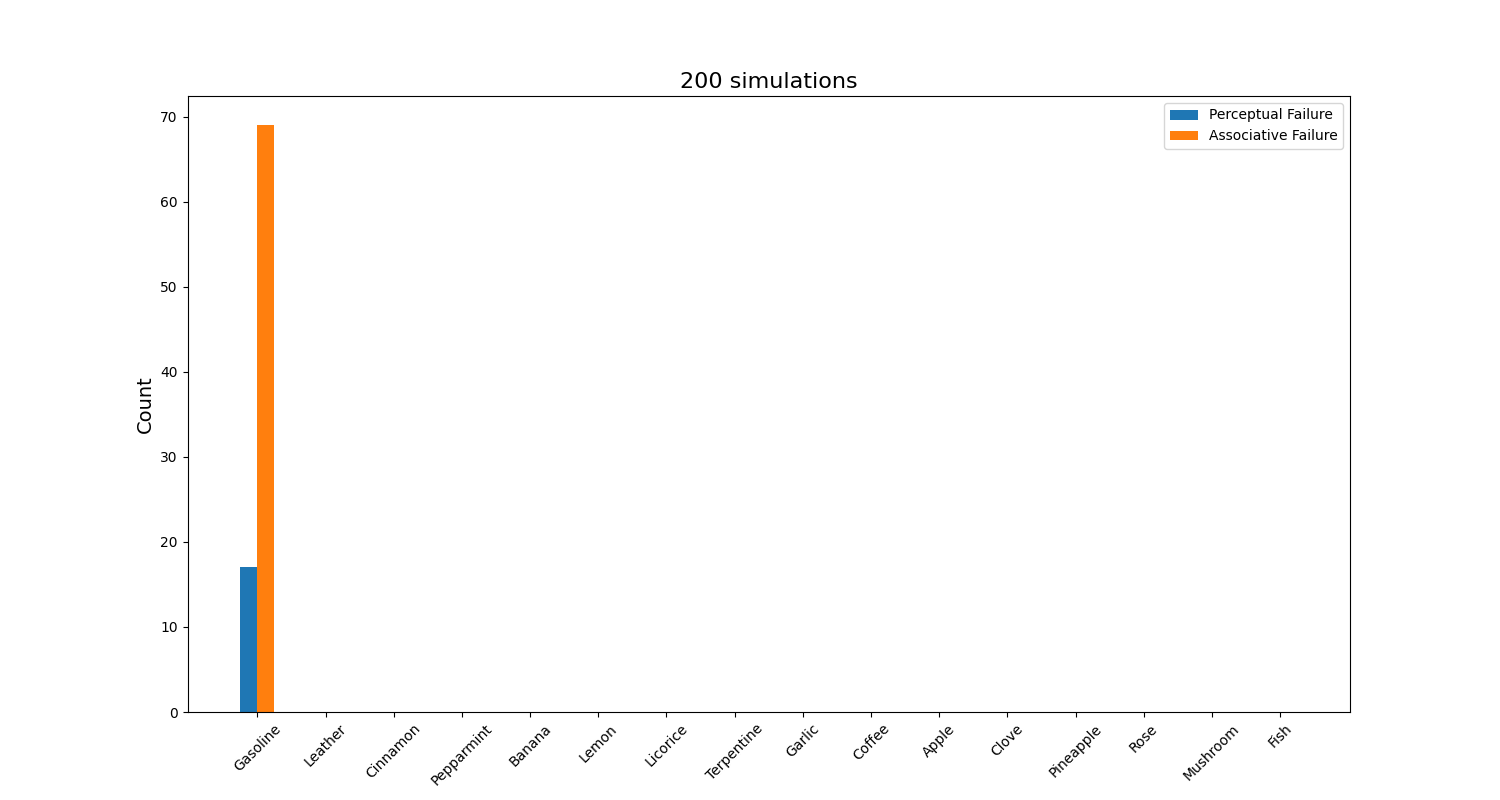 200 simulations
Perceptual Failure
Associative Failure
Count
70
60
50
40
30
20
10
0
Gasoline
Leather
Cinnamon
Pepparmint
Banana
Lemon
Licorice
Terpentine
Garlic
Coffee
Apple
Clove
Pineapple
Rose
Mushroom
Fish